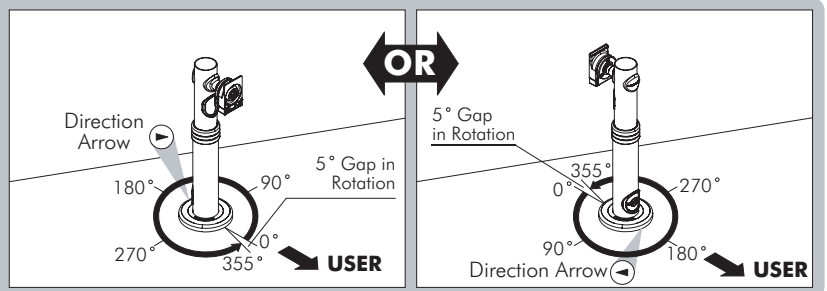 Direction
Arrow
5° Gap in
Rotation
180°
90°
270°
0°
355°
USER
OR
5° Gap
in Rotation
355°
0°
270°
90°
180°
Direction Arrow
USER